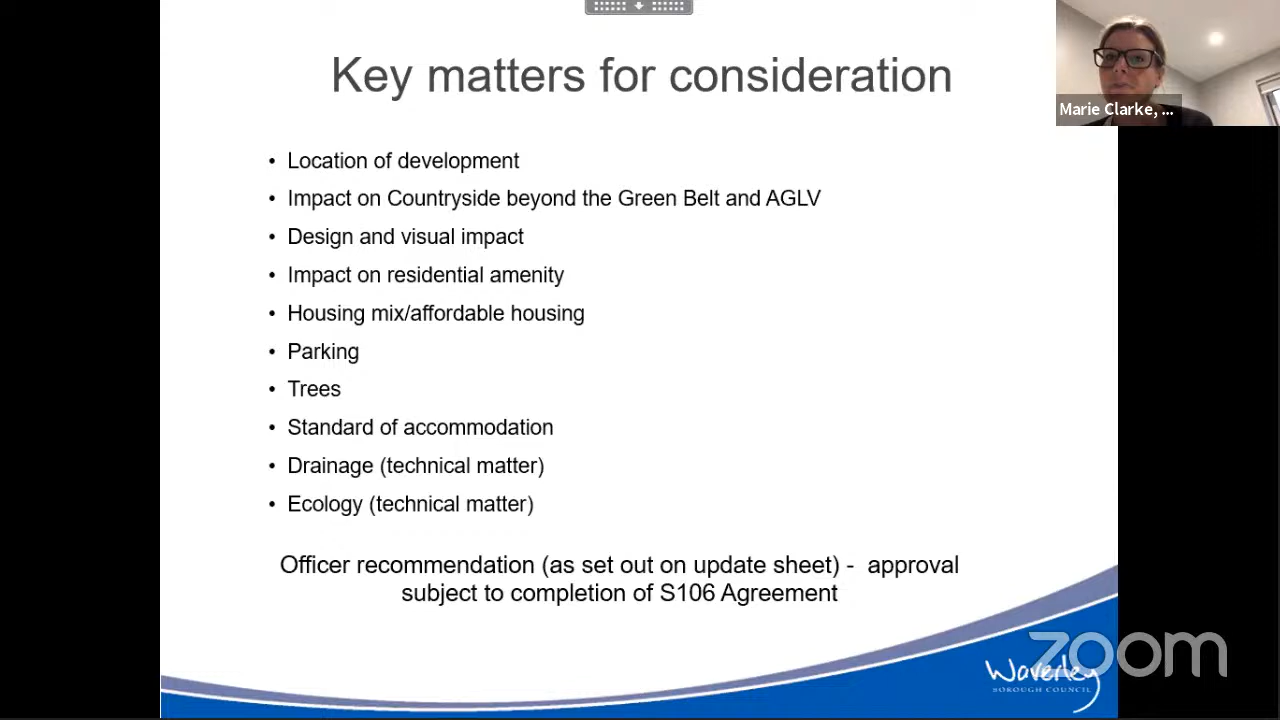 Key matters for consideration
Marie Clarke, ...
• Location of development
• Impact on Countryside beyond the Green Belt and AGLV
• Design and visual impact
• Impact on residential amenity
• Housing mix/affordable housing
• Parking
• Trees
• Standard of accommodation
• Drainage (technical matter)
• Ecology (technical matter)
Officer recommendation (as set out on update sheet) - approval
subject to completion of S106 Agreement
zoom
Waverley
BOROUGH COUNCIL